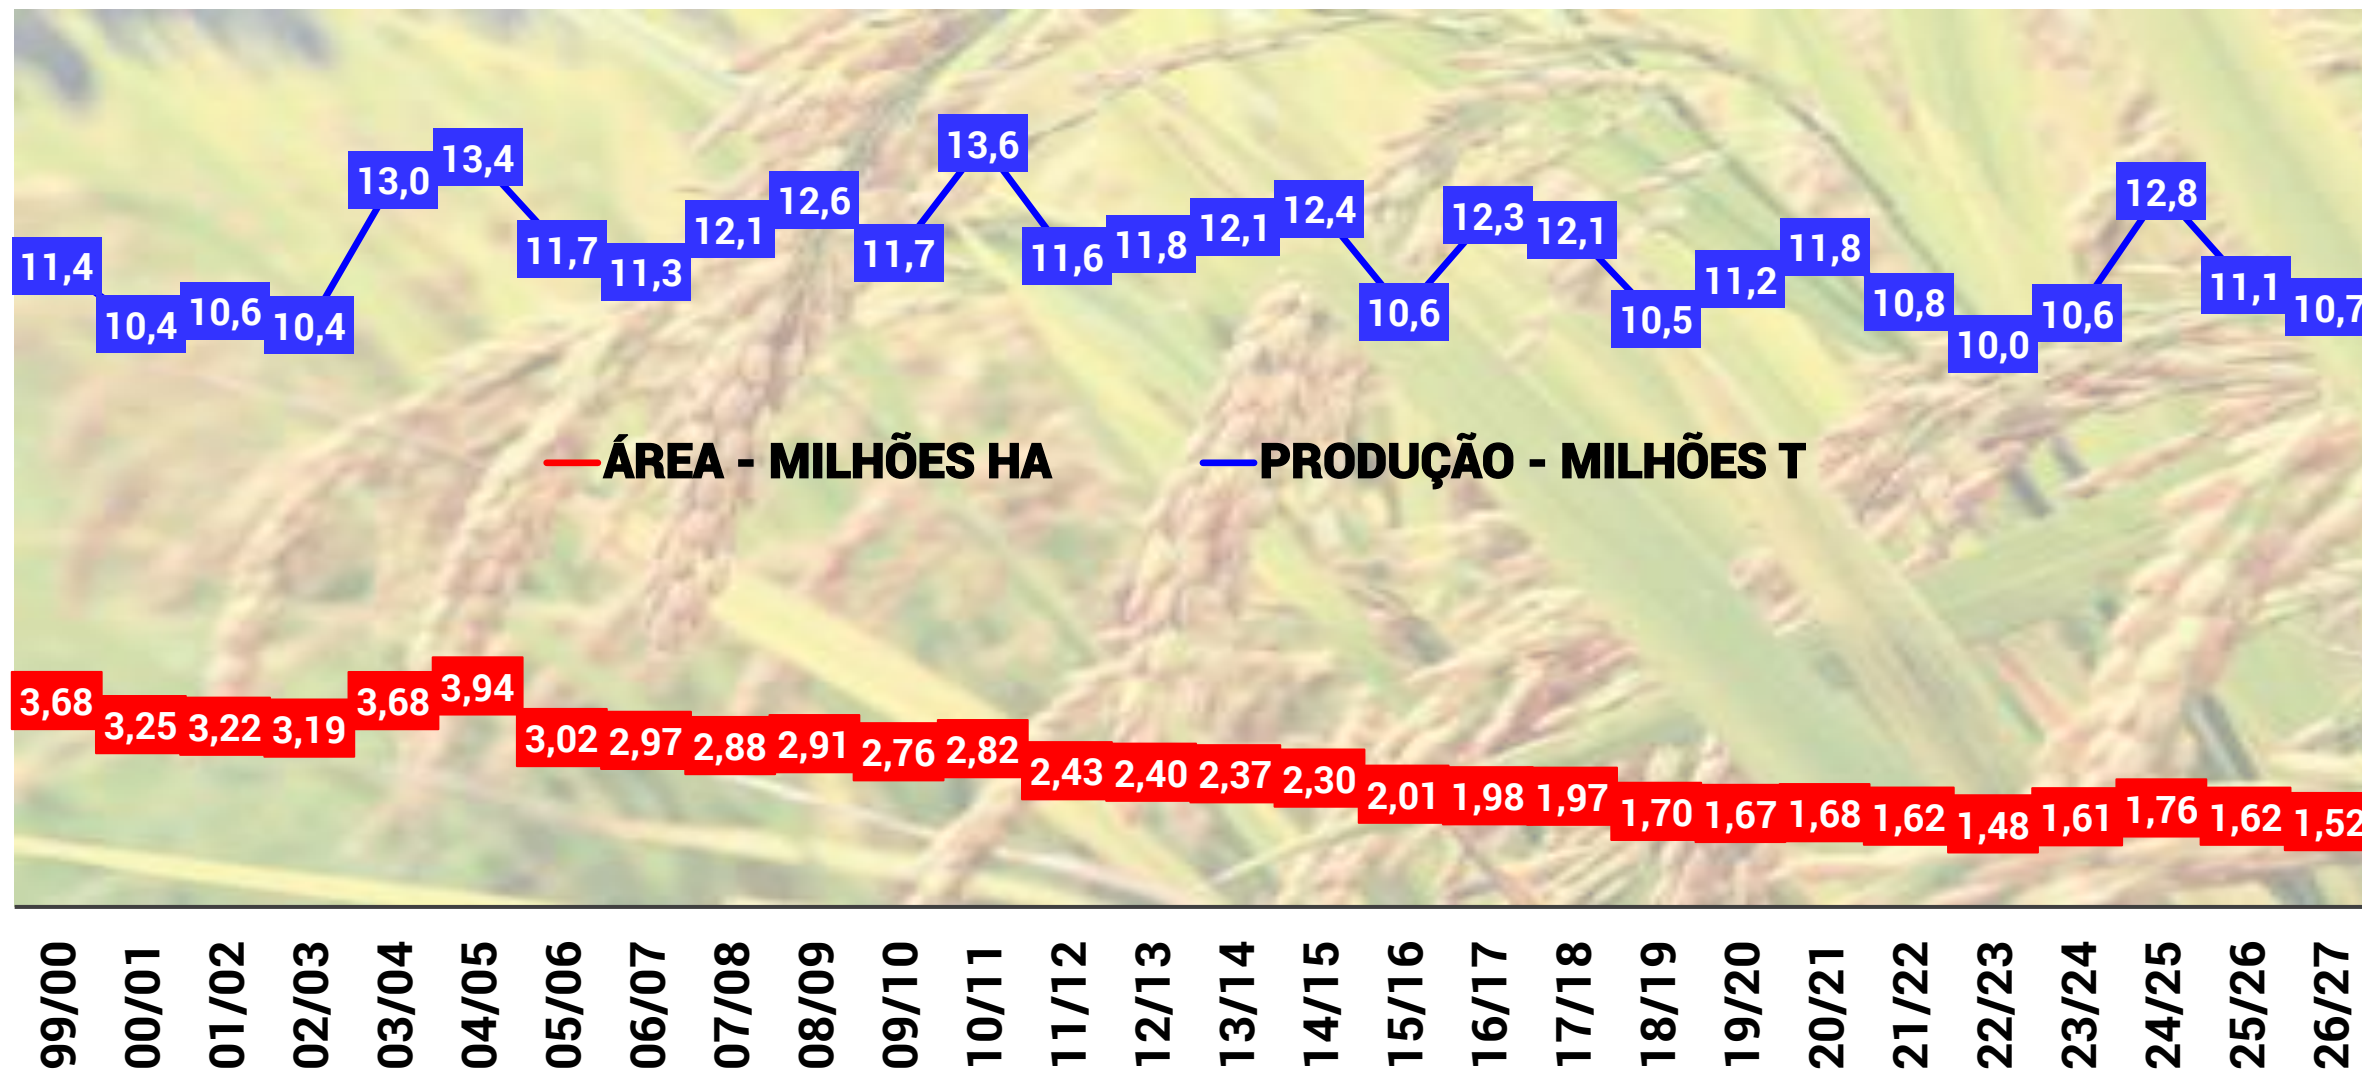 11,4 10,4 10,6 10,4 13,0 13,4 11,7 11,3 12,1 12,6 11,7 13,6 11,6 11,8 12,1 12,4 10,6 12,3 12,1 10,5 11,2 11,8 10,8 10,0 10,6 12,8 11,1 10,7
ÁREA - MILHÕES HA PRODUÇÃO - MILHÕES T
3,68 3,25 3,22 3,19 3,68 3,94 3,02 2,97 2,88 2,91 2,76 2,82 2,43 2,40 2,37 2,30 2,01 1,98 1,97 1,70 1,67 1,68 1,62 1,48 1,61 1,76 1,62 1,52
99/00 00/01 01/02 02/03 03/04 04/05 05/06 06/07 07/08 08/09 09/10 10/11 11/12 12/13 13/14 14/15 15/16 16/17 17/18 18/19 19/20 20/21 21/22 22/23 23/24 24/25 25/26 26/27